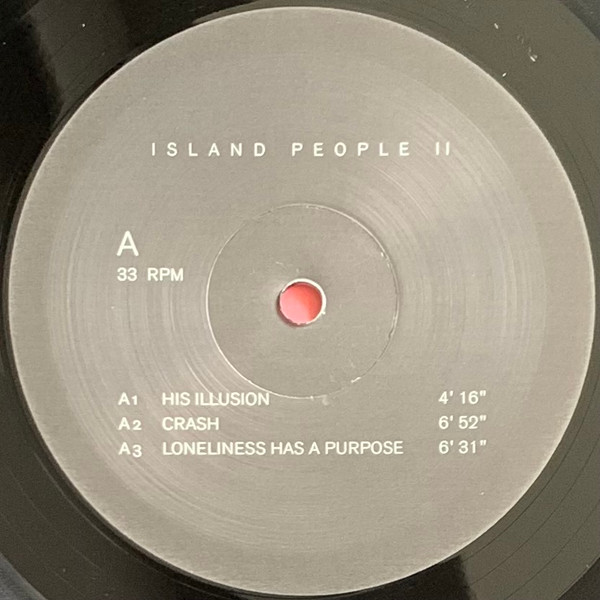 ISLAND PEOPLE II
A
33 RPM
A1 HIS ILLUSION 4' 16"
A2 CRASH 6' 52"
A3 LONELINESS HAS A PURPOSE 6' 31"